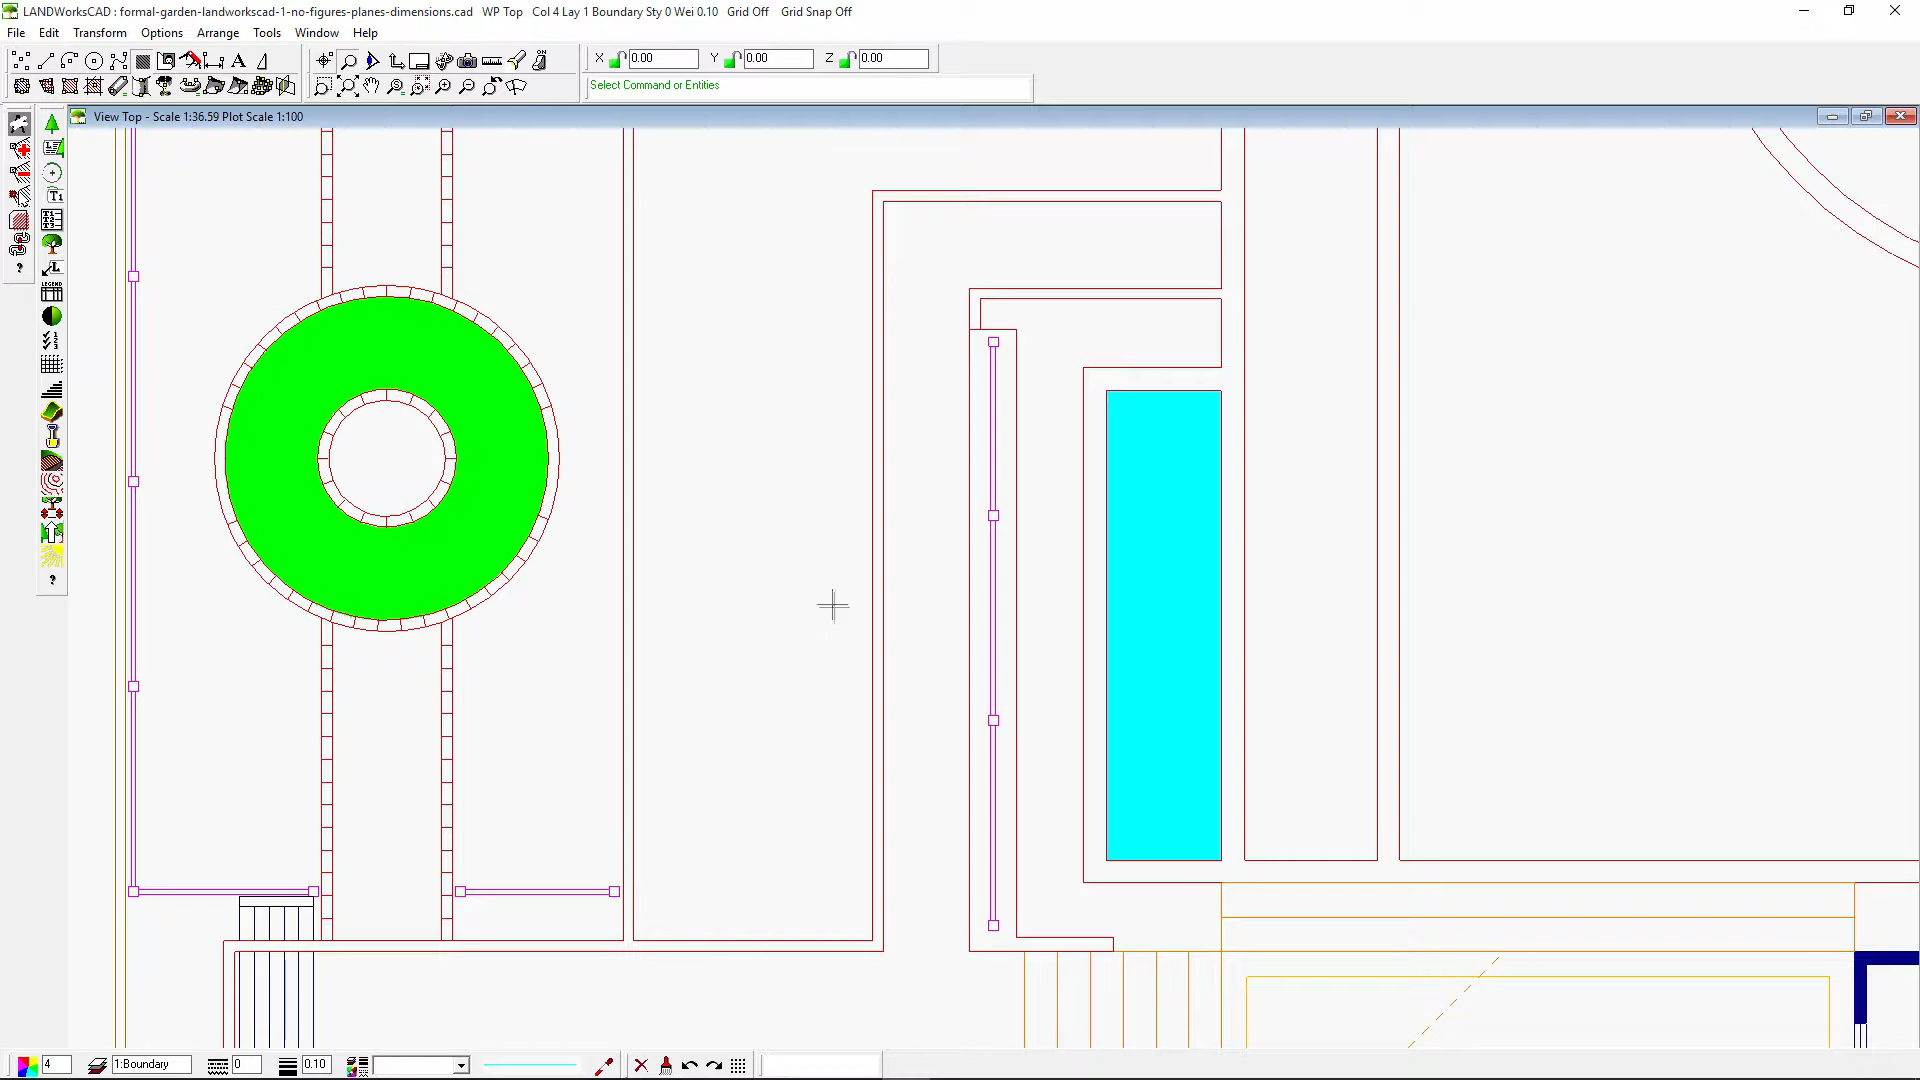 LANDWorksCAD : formal-garden-landworkscad-1-no-figures-planes-dimensions.cad   WP Top   Col 4 Lay 1 Boundary Sty 0 Wei 0.10   Grid Off   Grid Snap Off
File Edit Transform Options Arrange Tools Window Help
X 0.00 Y 0.00 Z 0.00
Select Command or Entities
View Top - Scale 1:36.59 Plot Scale 1:100
4 1:Boundary 0 0.10